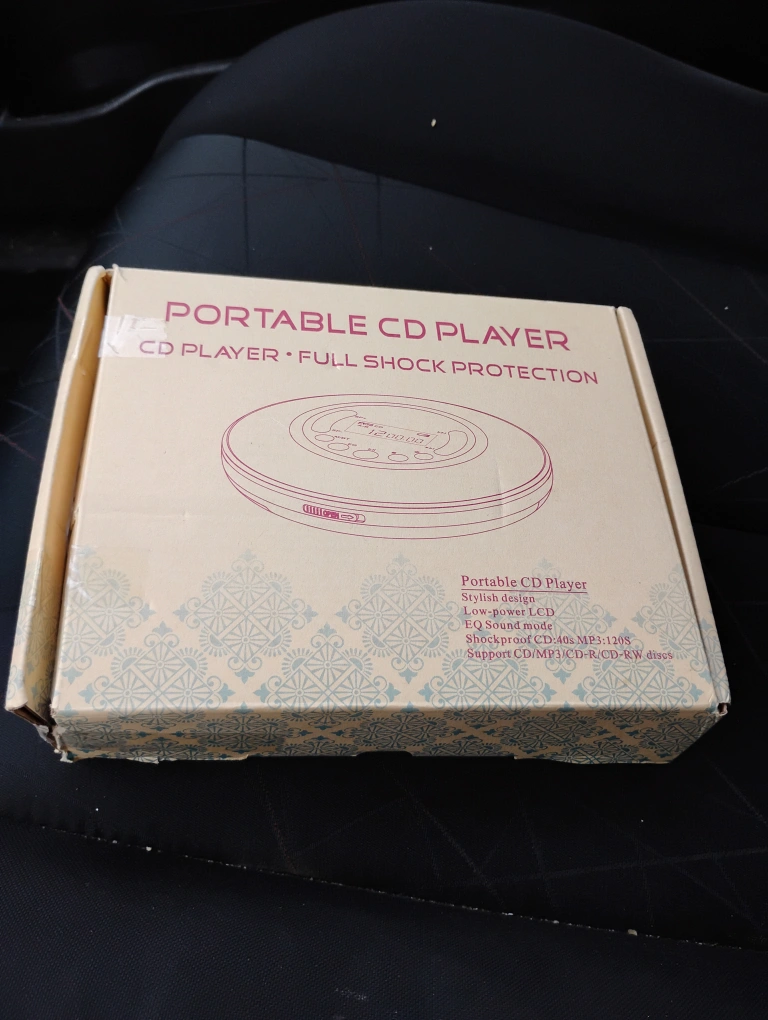 PORTABLE CD PLAYER
CD PLAYER • FULL SHOCK PROTECTION
OPEN
Portable CD Player
Stylish design
Low-power LCD
EQ Sound mode
Shockproof CD:40s MP3:120S
Support CD/MP3/CD-R/CD-RW discs